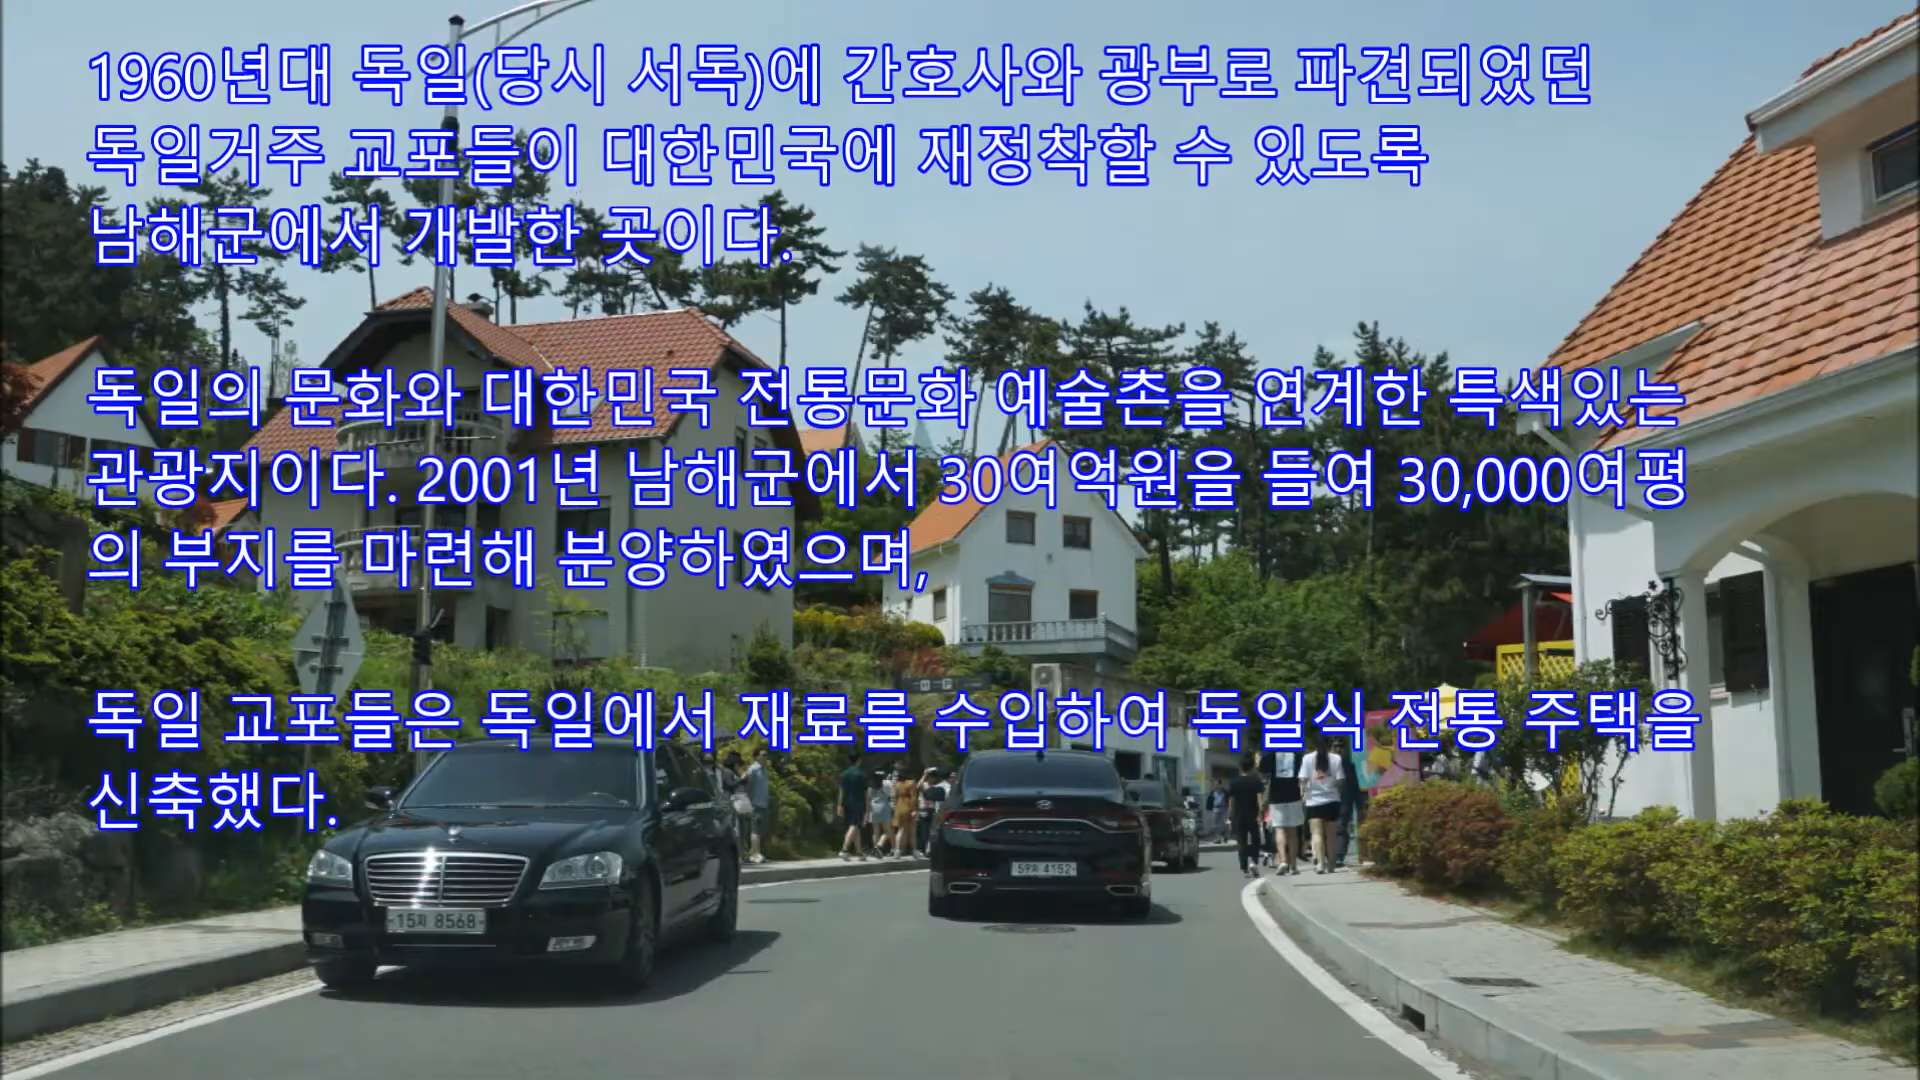 1960년대 독일(당시 서독)에 간호사와 광부로 파견되었던
독일거주 교포들이 대한민국에 재정착할 수 있도록
남해군에서 개발한 곳이다.
독일의 문화와 대한민국 전통문화 예술촌을 연계한 특색있는
관광지이다. 2001년 남해군에서 30여억원을 들여 30,000여평
의 부지를 마련해 분양하였으며,
독일 교포들은 독일에서 재료를 수입하여 독일식 전통 주택을
신축했다.
59 4152
15 8568